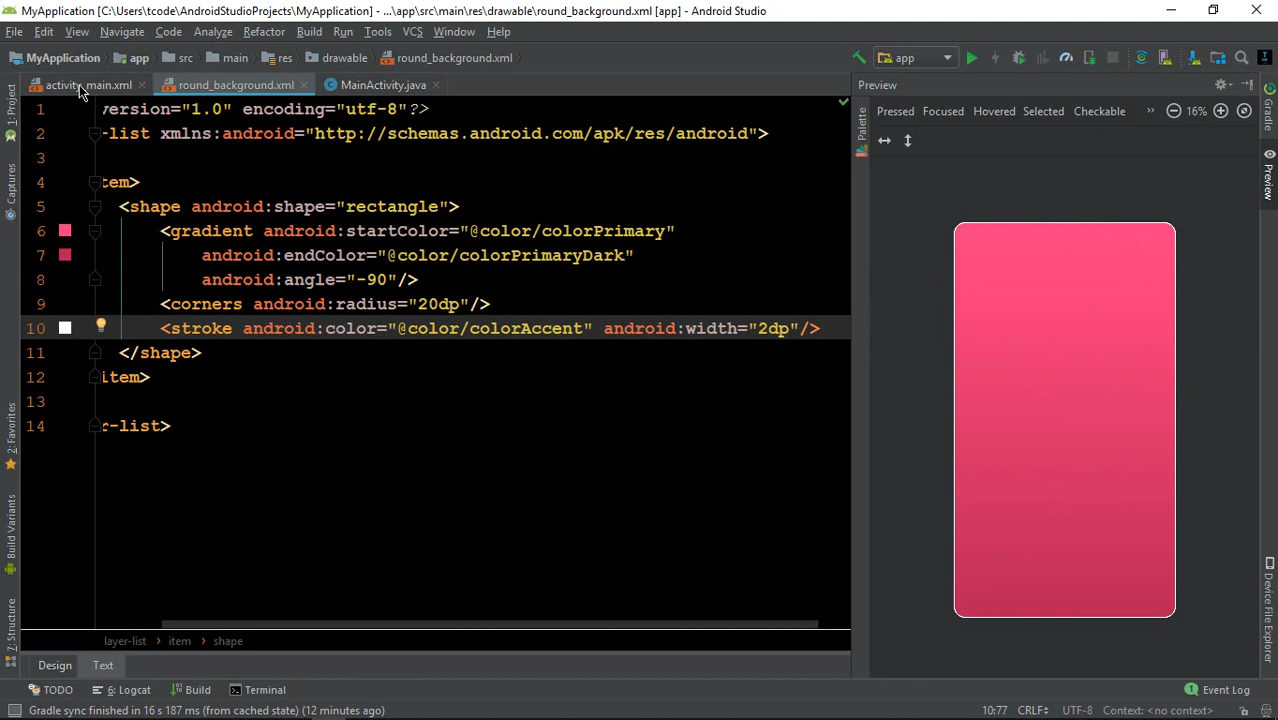 MyApplication [C:\Users\tcode\AndroidStudioProjects\MyApplication] - ...\app\src\main\res\drawable\round_background.xml [app] - Android Studio
File Edit View Navigate Code Analyze Refactor Build Run Tools VCS Window Help
MyApplication app src main res drawable round_background.xml app
activity_main.xml round_background.xml MainActivity.java Preview
1 version="1.0" encoding="utf-8"?>
2 -list xmlns:android="http://schemas.android.com/apk/res/android">
3
4 tem>
5 <shape android:shape="rectangle">
6 <gradient android:startColor="@color/colorPrimary"
7 android:endColor="@color/colorPrimaryDark"
8 android:angle="-90"/>
9 <corners android:radius="20dp"/>
10 <stroke android:color="@color/colorAccent" android:width="2dp"/>
11 </shape>
12 item>
13
14 r-list>
layer-list item shape
Design Text
Pressed Focused Hovered Selected Checkable 16%
1: Project
Captures
2: Favorites
Build Variants
7: Structure
Palette
Gradle
Preview
Device File Explorer
TODO 6: Logcat Build Terminal 1 Event Log
Gradle sync finished in 16 s 187 ms (from cached state) (12 minutes ago) 10:77 CRLF UTF-8 Context: <no context>